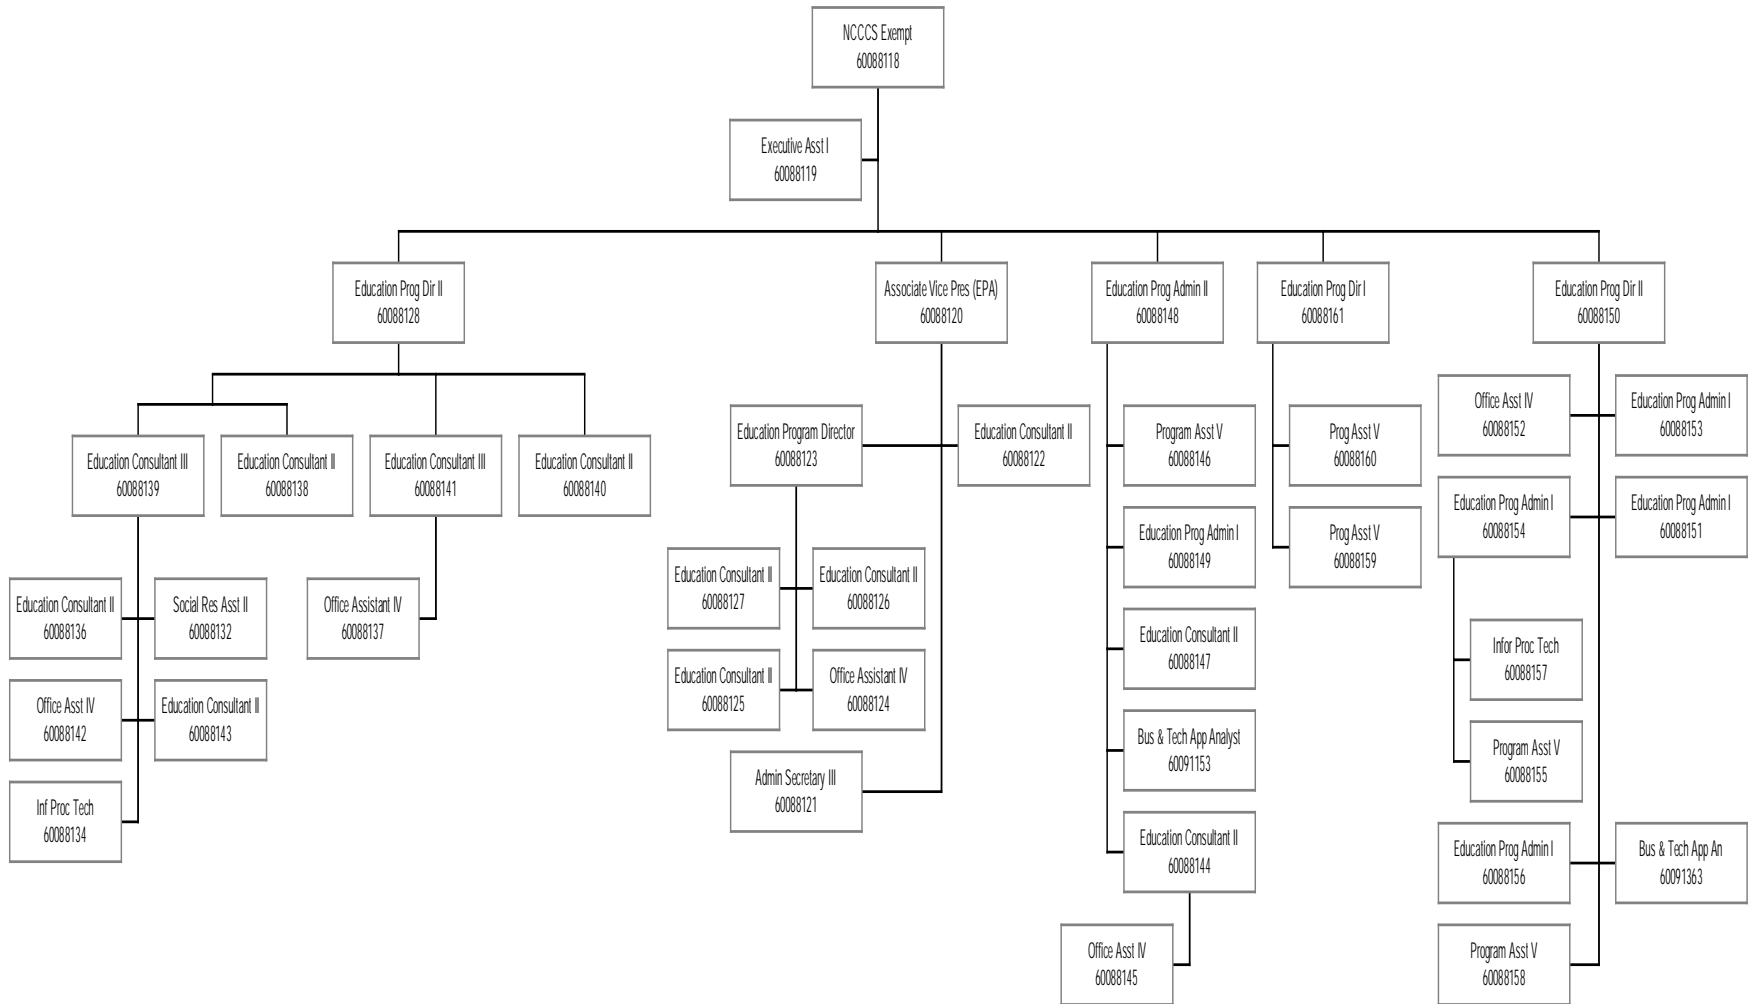 NCCCS Exempt
60088118
Executive Asst I
60088119
Education Prog Dir II
60088128
Associate Vice Pres (EPA)
60088120
Education Prog Admin II
60088148
Education Prog Dir I
60088161
Education Prog Dir II
60088150
Education Consultant III
60088139
Education Consultant II
60088138
Education Consultant III
60088141
Education Consultant II
60088140
Education Consultant II
60088136
Social Res Asst II
60088132
Office Asst IV
60088142
Education Consultant II
60088143
Inf Proc Tech
60088134
Office Assistant IV
60088137
Education Program Director
60088123
Education Consultant II
60088122
Education Consultant II
60088127
Education Consultant II
60088126
Education Consultant II
60088125
Office Assistant IV
60088124
Admin Secretary III
60088121
Program Asst V
60088146
Education Prog Admin I
60088149
Education Consultant II
60088147
Bus & Tech App Analyst
60091153
Education Consultant II
60088144
Office Asst IV
60088145
Prog Asst V
60088160
Prog Asst V
60088159
Office Asst IV
60088152
Education Prog Admin I
60088153
Education Prog Admin I
60088154
Education Prog Admin I
60088151
Infor Proc Tech
60088157
Program Asst V
60088155
Education Prog Admin I
60088156
Bus & Tech App An
60091363
Program Asst V
60088158